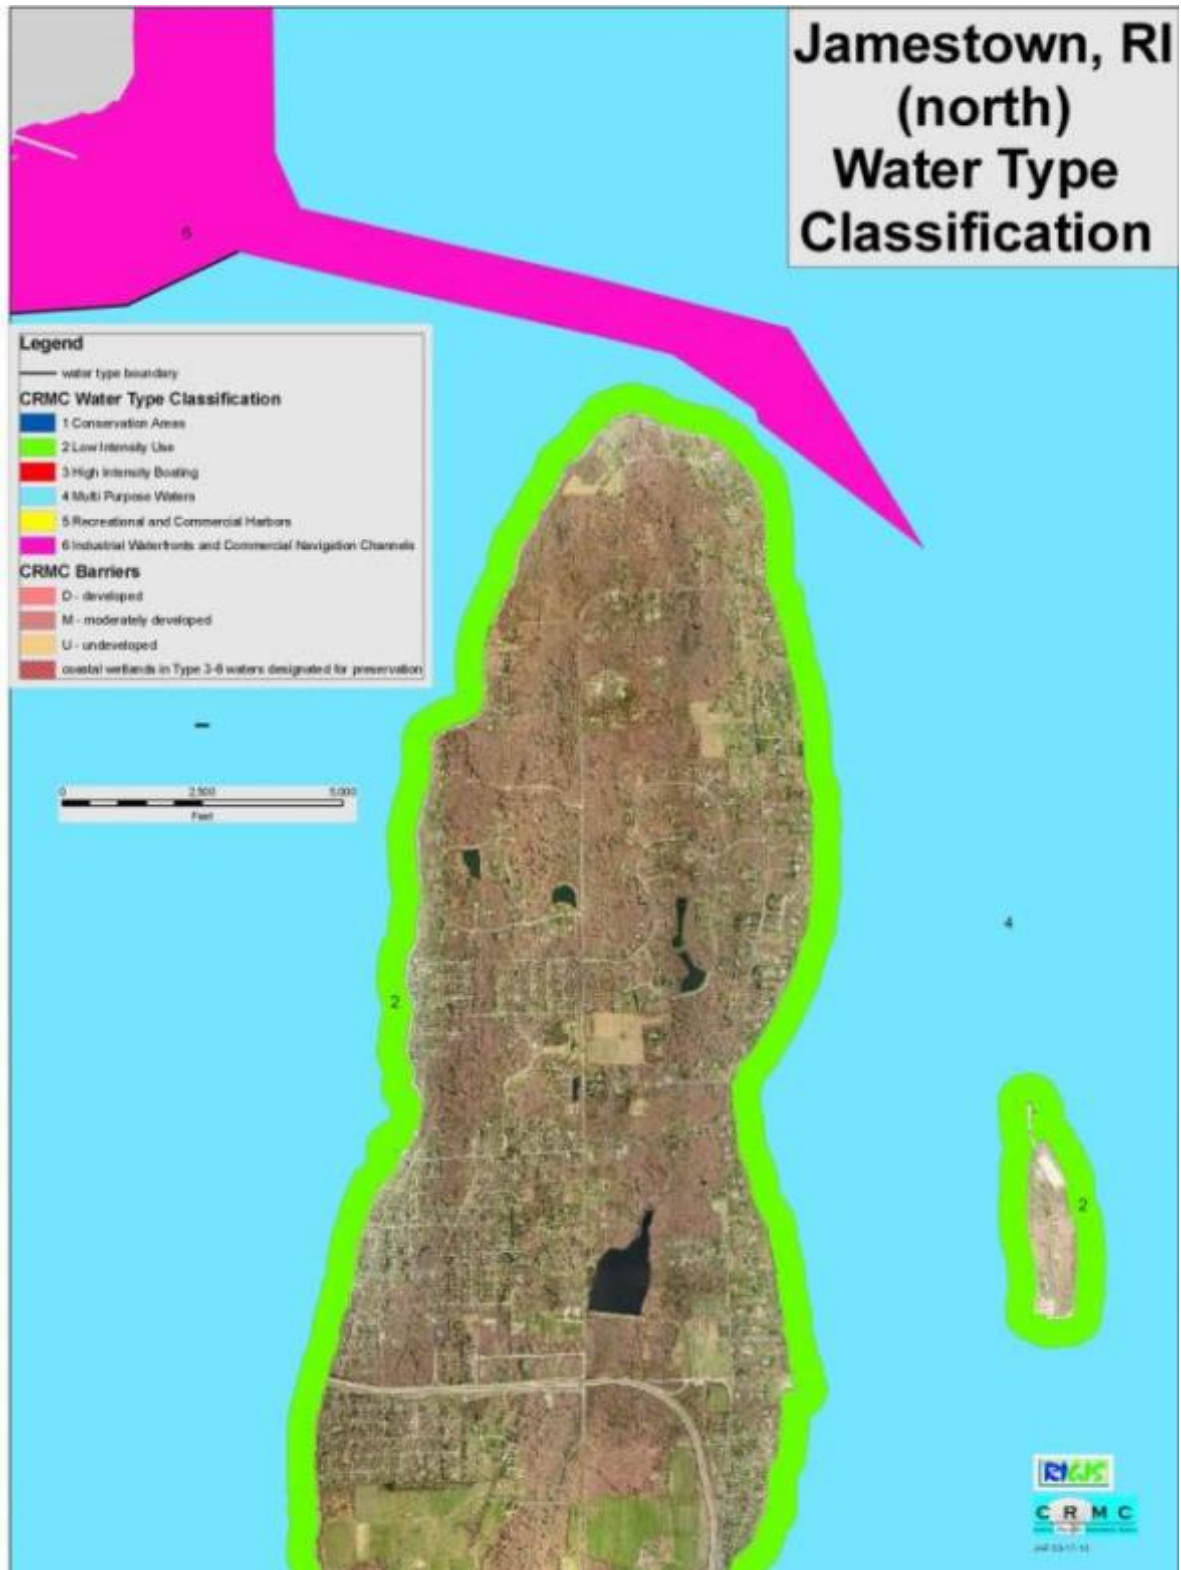 Jamestown, RI
(north)
Water Type
Classification
6
Legend
water type boundary
CRMC Water Type Classification
1 Conservation Areas
2 Low Intensity Use
3 High Intensity Boating
4 Multi Purpose Waters
5 Recreational and Commercial Harbors
6 Industrial Waterfronts and Commercial Navigation Channels
CRMC Barriers
D - developed
M - moderately developed
U - undeveloped
coastal wetlands in Type 3-6 waters designated for preservation
0 2,500 5,000
Feet
4
2
2
RIGIS
C R M C